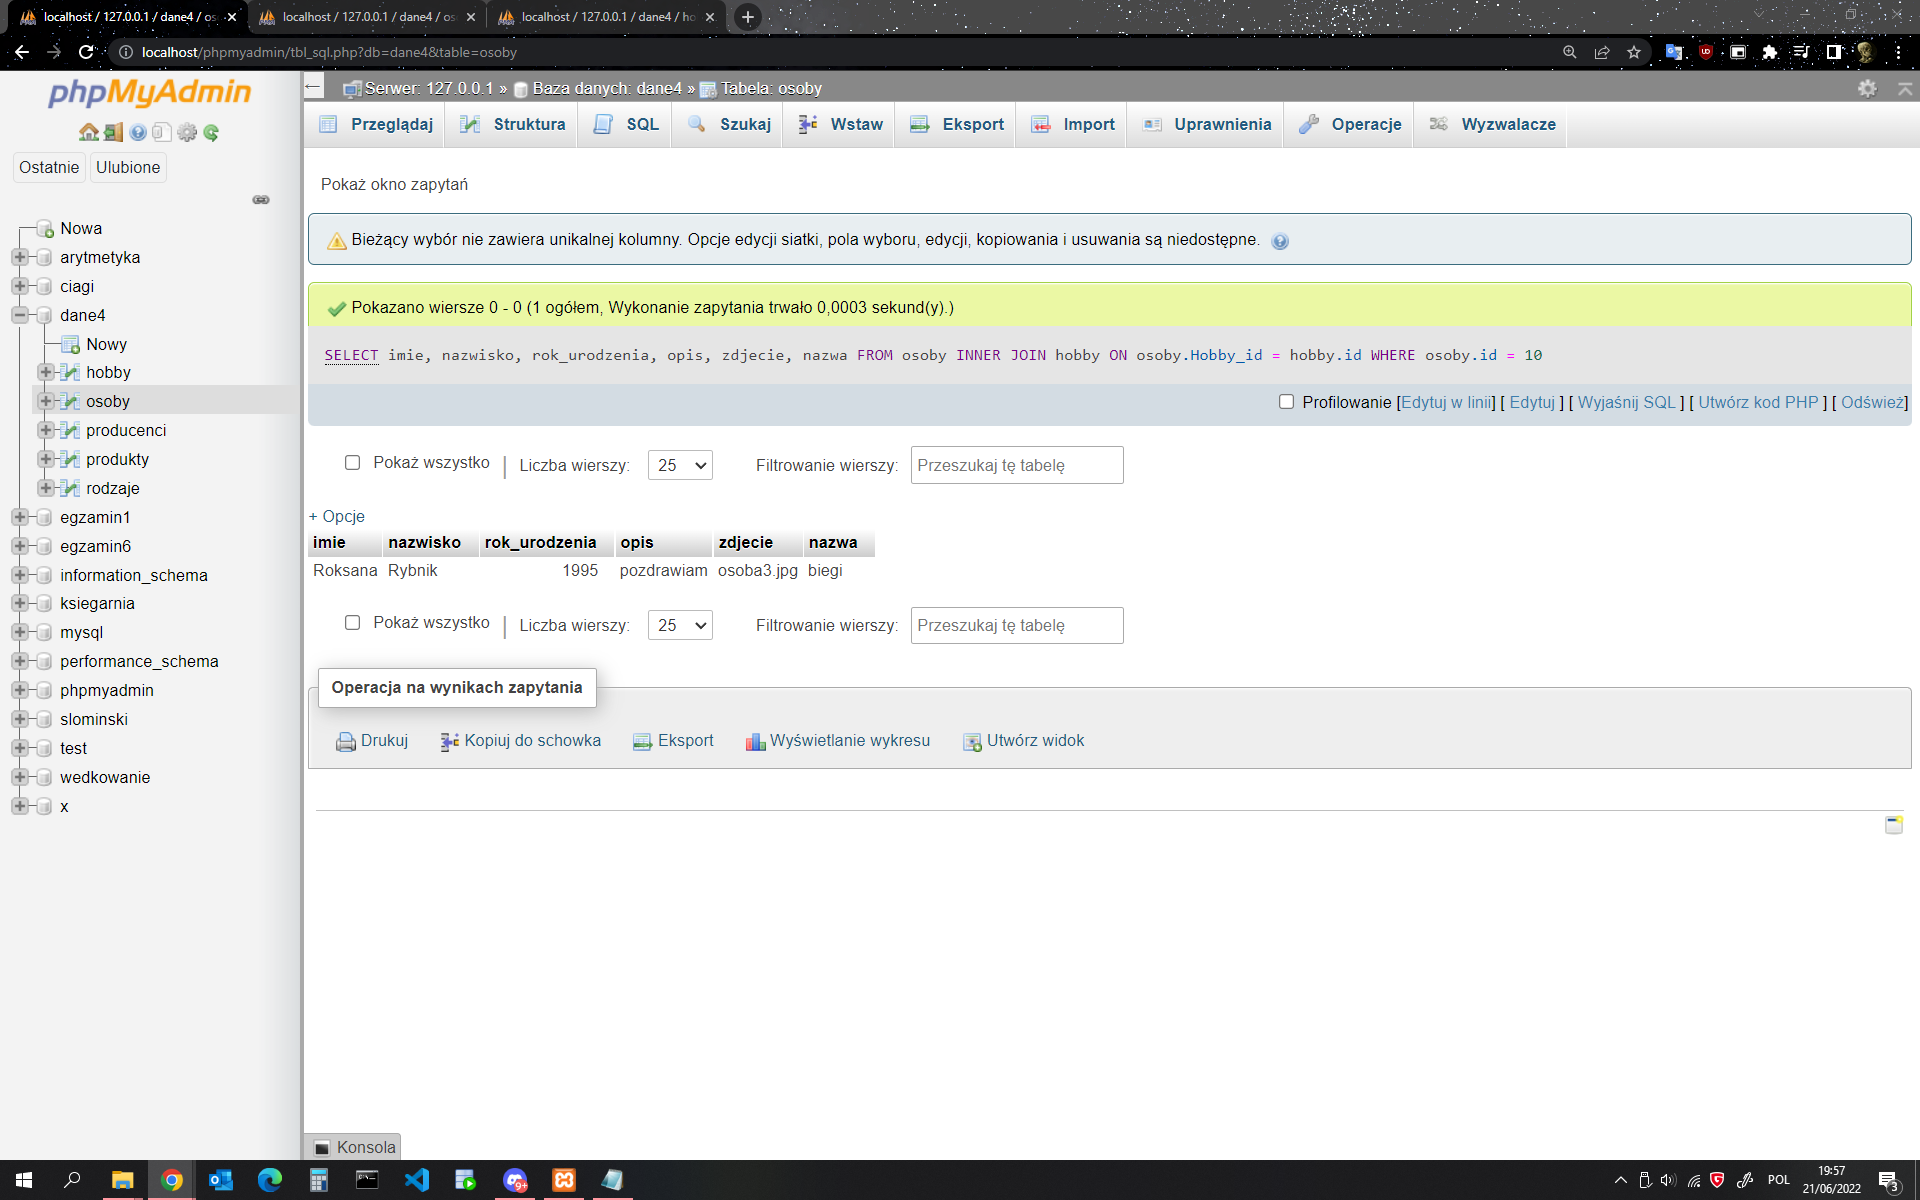 localhost / 127.0.0.1 / dane4 / os
localhost / 127.0.0.1 / dane4 / os
localhost / 127.0.0.1 / dane4 / ho
localhost/phpmyadmin/tbl_sql.php?db=dane4&table=osoby
phpMyAdmin
Ostatnie
Ulubione
Nowa
arytmetyka
ciagi
dane4
Nowy
hobby
osoby
producenci
produkty
rodzaje
egzamin1
egzamin6
information_schema
ksiegarnia
mysql
performance_schema
phpmyadmin
slominski
test
wedkowanie
x
Serwer: 127.0.0.1 » Baza danych: dane4 » Tabela: osoby
Przeglądaj Struktura SQL Szukaj Wstaw Eksport Import Uprawnienia Operacje Wyzwalacze
Pokaż okno zapytań
Bieżący wybór nie zawiera unikalnej kolumny. Opcje edycji siatki, pola wyboru, edycji, kopiowania i usuwania są niedostępne.
Pokazano wiersze 0 - 0 (1 ogółem, Wykonanie zapytania trwało 0,0003 sekund(y).)
SELECT imie, nazwisko, rok_urodzenia, opis, zdjecie, nazwa FROM osoby INNER JOIN hobby ON osoby.Hobby_id = hobby.id WHERE osoby.id = 10
Profilowanie [Edytuj w linii] [ Edytuj ] [ Wyjaśnij SQL ] [ Utwórz kod PHP ] [ Odśwież]
Pokaż wszystko | Liczba wierszy: 25 Filtrowanie wierszy: Przeszukaj tę tabelę
+ Opcje
imie nazwisko rok_urodzenia opis zdjecie nazwa
Roksana Rybnik 1995 pozdrawiam osoba3.jpg biegi
Pokaż wszystko | Liczba wierszy: 25 Filtrowanie wierszy: Przeszukaj tę tabelę
Operacja na wynikach zapytania
Drukuj Kopiuj do schowka Eksport Wyświetlanie wykresu Utwórz widok
Konsola
9+
POL
19:57
21/06/2022
3